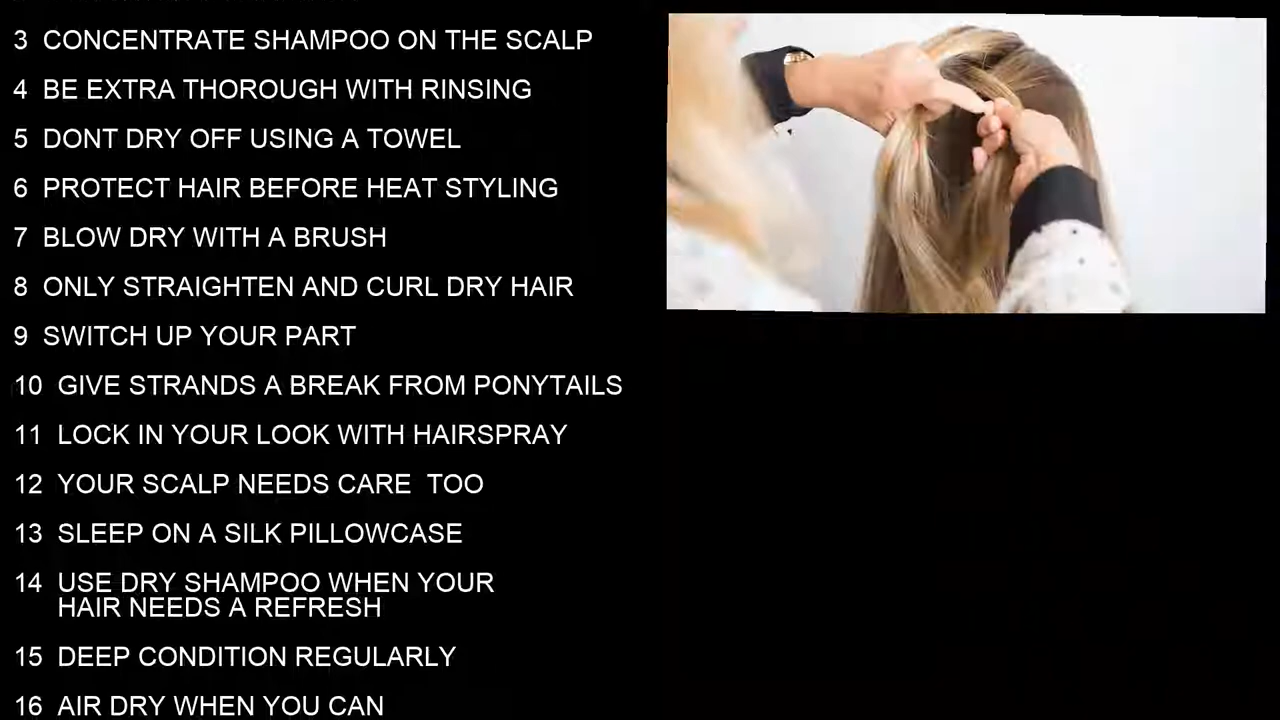 3 CONCENTRATE SHAMPOO ON THE SCALP
4 BE EXTRA THOROUGH WITH RINSING
5 DONT DRY OFF USING A TOWEL
6 PROTECT HAIR BEFORE HEAT STYLING
7 BLOW DRY WITH A BRUSH
8 ONLY STRAIGHTEN AND CURL DRY HAIR
9 SWITCH UP YOUR PART
10 GIVE STRANDS A BREAK FROM PONYTAILS
11 LOCK IN YOUR LOOK WITH HAIRSPRAY
12 YOUR SCALP NEEDS CARE  TOO
13 SLEEP ON A SILK PILLOWCASE
14 USE DRY SHAMPOO WHEN YOUR
HAIR NEEDS A REFRESH
15 DEEP CONDITION REGULARLY
16 AIR DRY WHEN YOU CAN